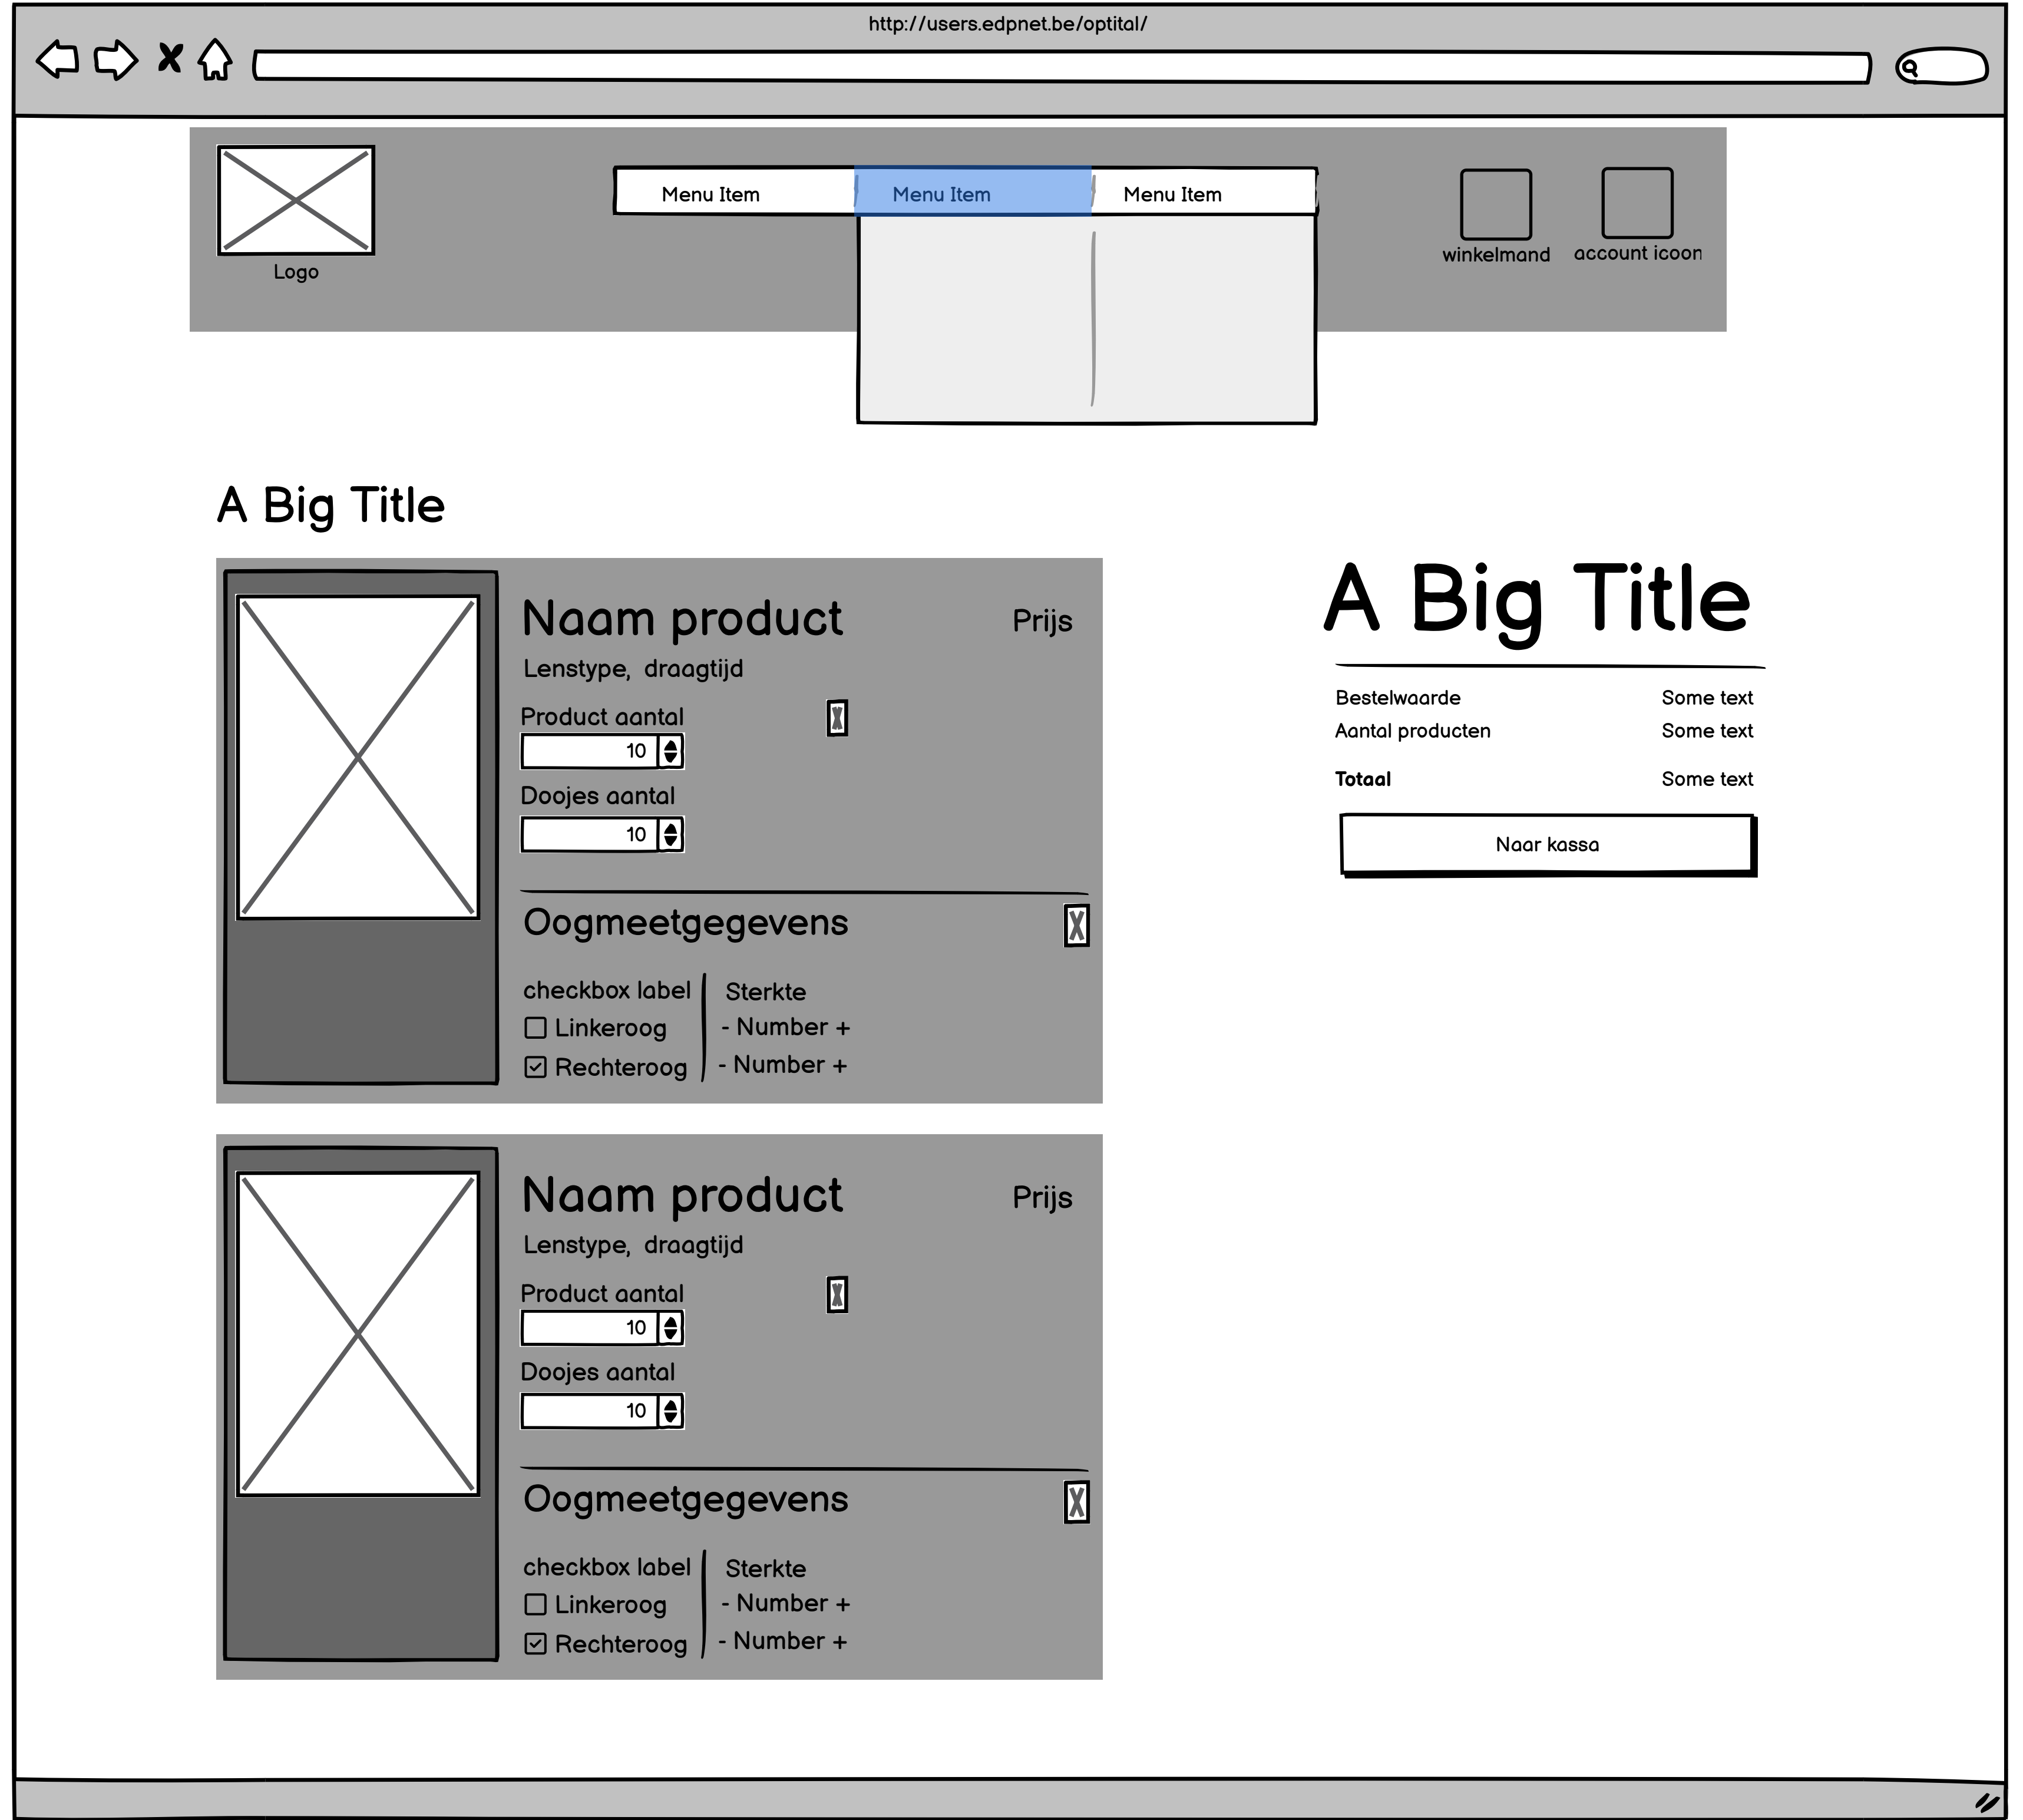 http://users.edpnet.be/optital/
Menu Item
Menu Item
Menu Item
winkelmand
account icoon
Logo
A Big Title
Naam product
Prijs
Lenstype, draagtijd
Product aantal
10
Doojes aantal
10
Oogmeetgegevens
checkbox label
Sterkte
Linkeroog
- Number +
Rechteroog
- Number +
A Big Title
Bestelwaarde
Some text
Aantal producten
Some text
Totaal
Some text
Naar kassa
Naam product
Prijs
Lenstype, draagtijd
Product aantal
10
Doojes aantal
10
Oogmeetgegevens
checkbox label
Sterkte
Linkeroog
- Number +
Rechteroog
- Number +